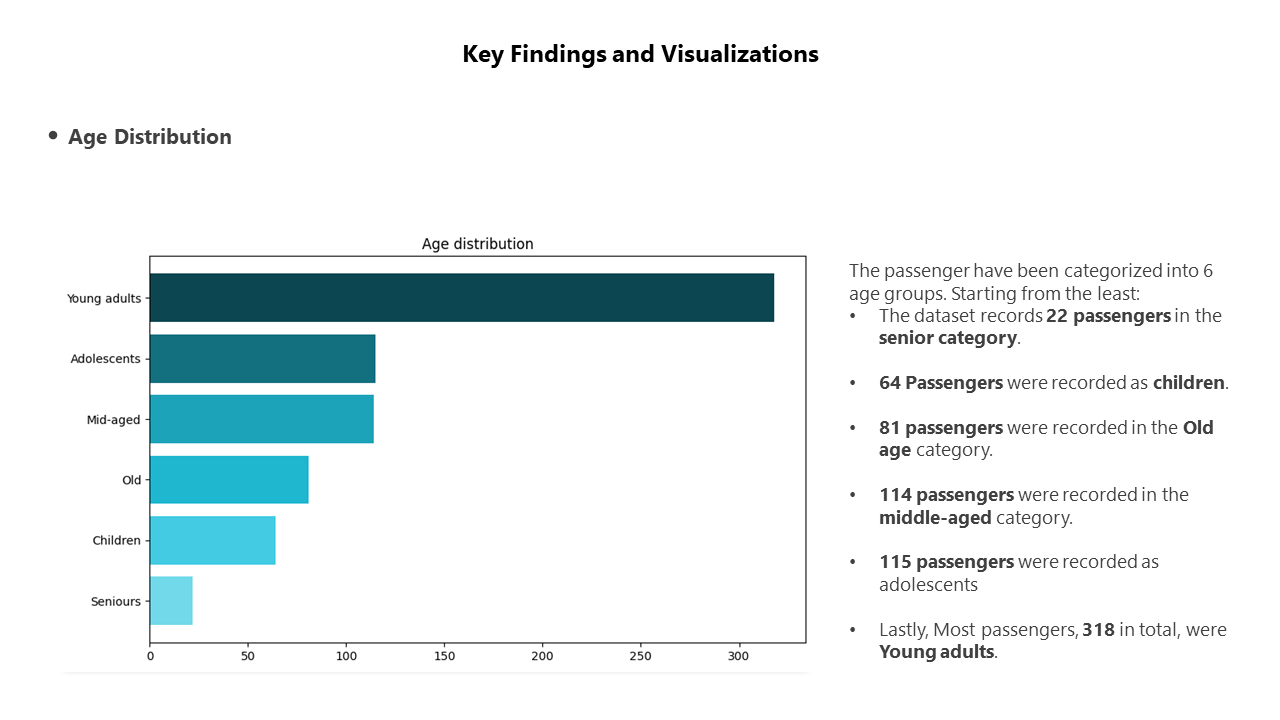 Key Findings and Visualizations
• Age Distribution
Age distribution
Young adults
Adolescents
Mid-aged
Old
Children
Seniours
0 50 100 150 200 250 300
The passenger have been categorized into 6
age groups. Starting from the least:
• The dataset records 22 passengers in the
senior category.
• 64 Passengers were recorded as children.
• 81 passengers were recorded in the Old
age category.
• 114 passengers were recorded in the
middle-aged category.
• 115 passengers were recorded as
adolescents
• Lastly, Most passengers, 318 in total, were
Young adults.